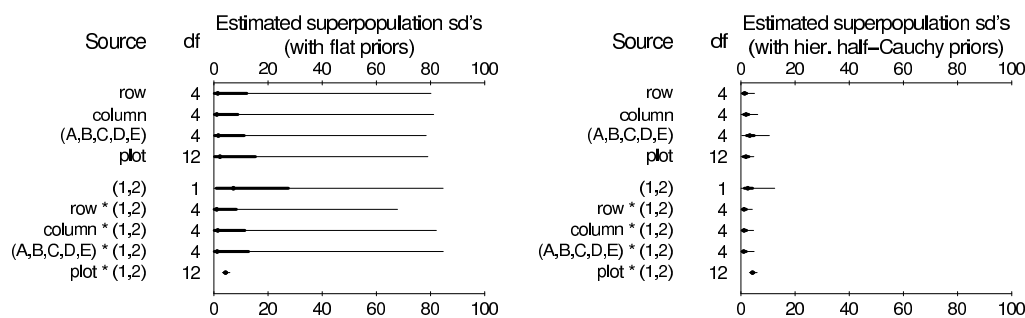 Estimated superpopulation sd's
Source df (with flat priors)
0 20 40 60 80 100
row 4
column 4
(A,B,C,D,E) 4
plot 12
(1,2) 1
row * (1,2) 4
column * (1,2) 4
(A,B,C,D,E) * (1,2) 4
plot * (1,2) 12
0 20 40 60 80 100
Estimated superpopulation sd's
Source df (with hier. half−Cauchy priors)
0 20 40 60 80 100
row 4
column 4
(A,B,C,D,E) 4
plot 12
(1,2) 1
row * (1,2) 4
column * (1,2) 4
(A,B,C,D,E) * (1,2) 4
plot * (1,2) 12
0 20 40 60 80 100